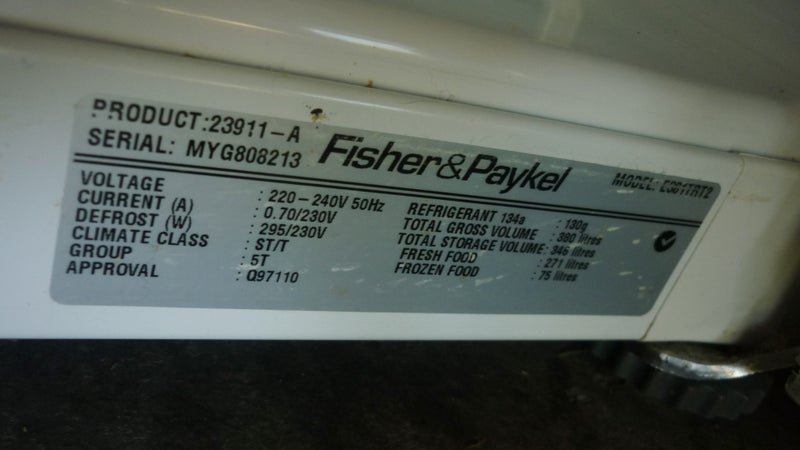 PRODUCT:23911-A
SERIAL: MYG808213
Fisher&Paykel
MODEL: E381TRT2
VOLTAGE : 220-240V 50Hz
CURRENT (A) : 0.70/230V
DEFROST (W) : 295/230V
CLIMATE CLASS : ST/T
GROUP : 5T
APPROVAL : Q97110
REFRIGERANT 134a : 130g
TOTAL GROSS VOLUME : 380 litres
TOTAL STORAGE VOLUME: 346 litres
FRESH FOOD : 271 litres
FROZEN FOOD : 75 litres